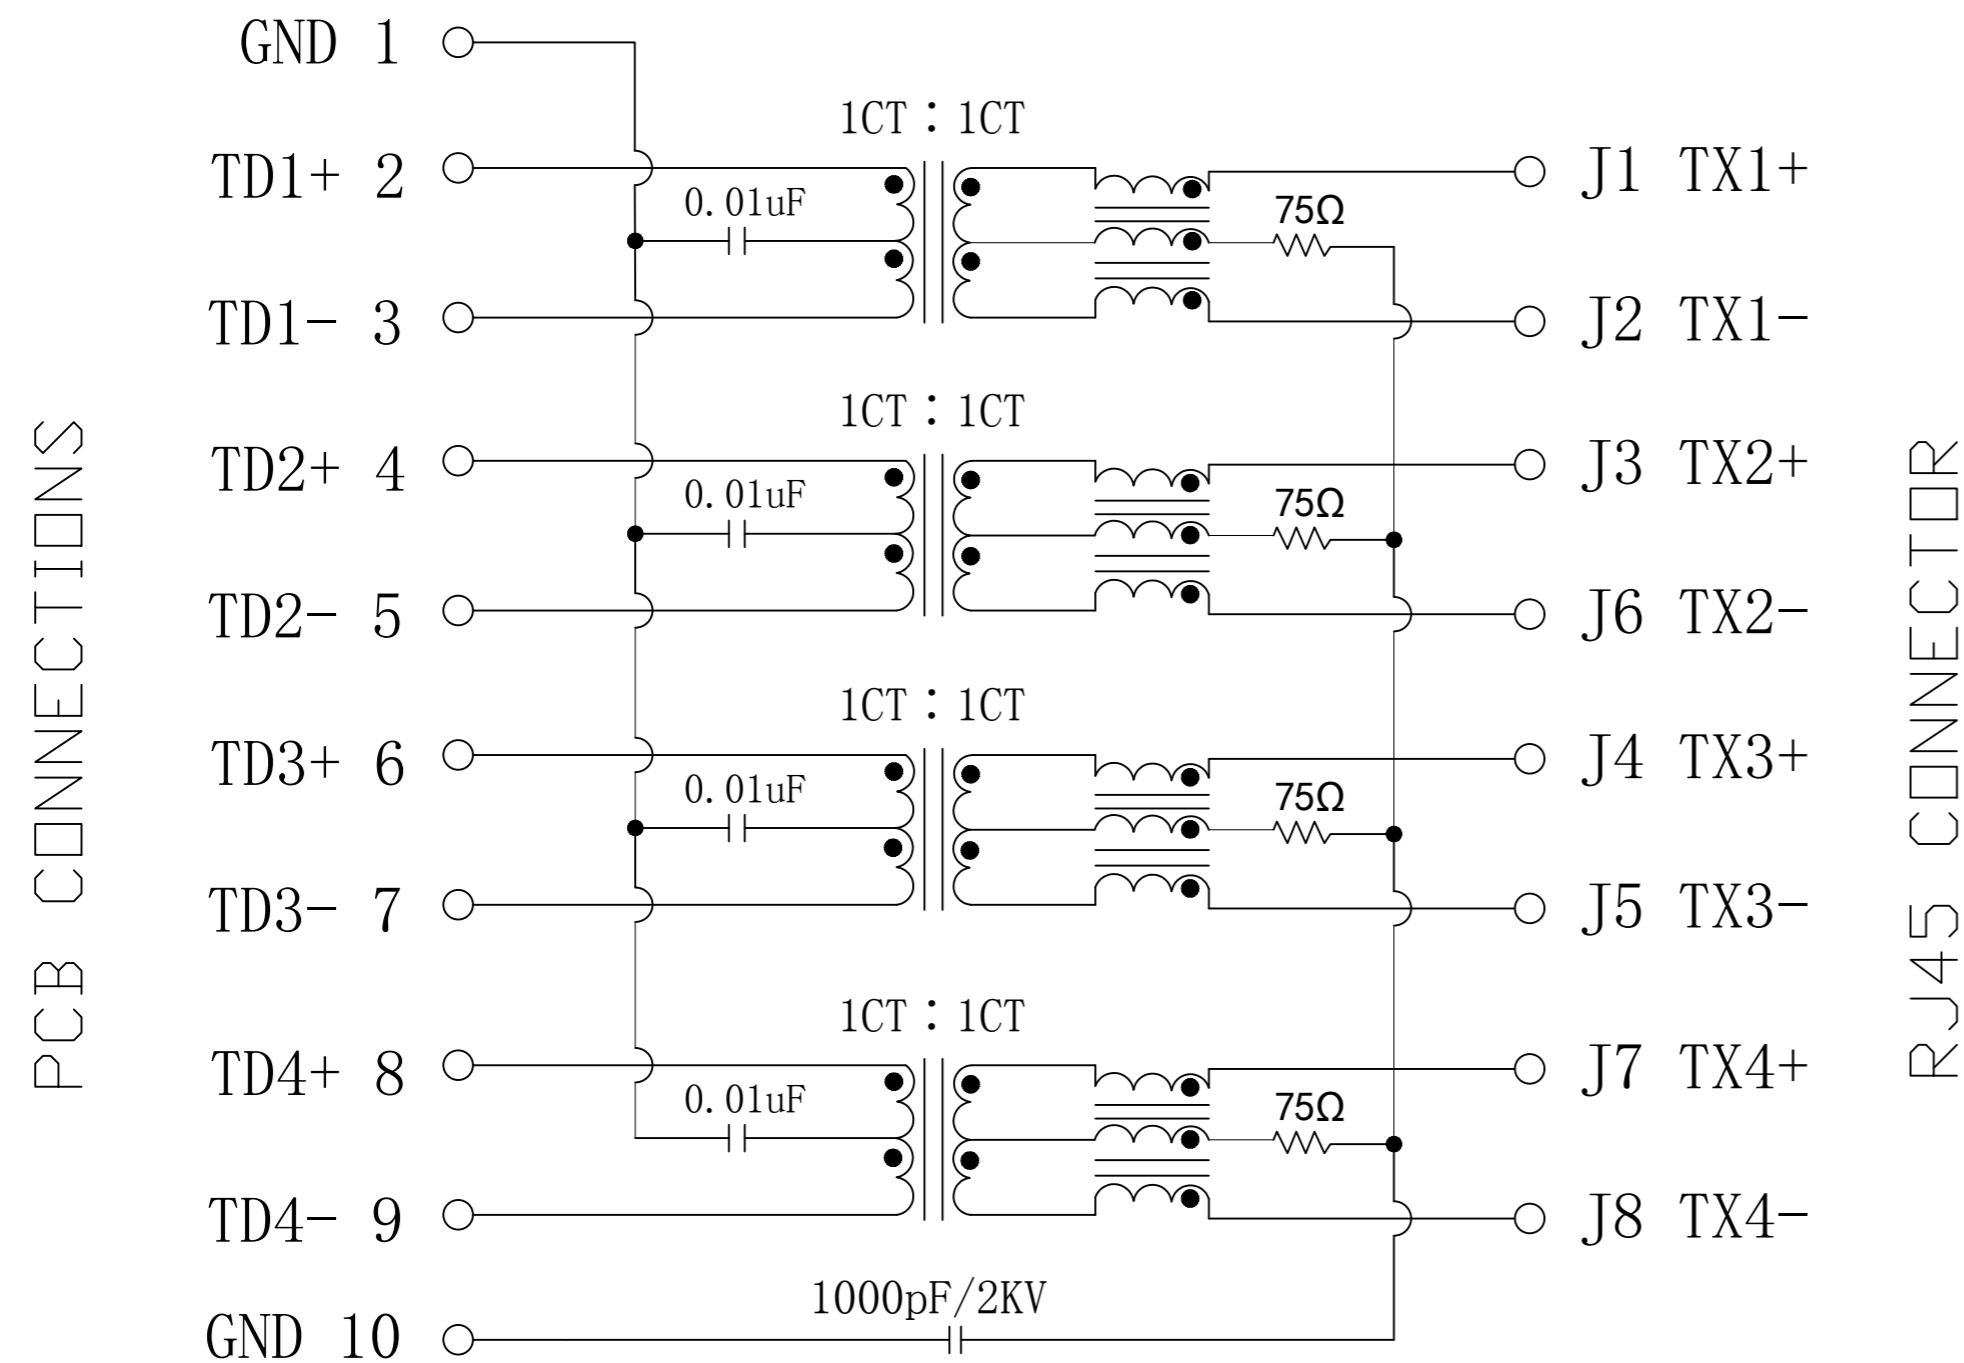 GND 1
1CT : 1CT
TD1+ 2
0.01uF
75Ω
J1 TX1+
TD1- 3
J2 TX1-
1CT : 1CT
TD2+ 4
0.01uF
75Ω
J3 TX2+
TD2- 5
J6 TX2-
PCB CONNECTIONS
RJ45 CONNECTOR
1CT : 1CT
TD3+ 6
0.01uF
75Ω
J4 TX3+
TD3- 7
J5 TX3-
1CT : 1CT
TD4+ 8
0.01uF
75Ω
J7 TX4+
TD4- 9
J8 TX4-
1000pF/2KV
GND 10